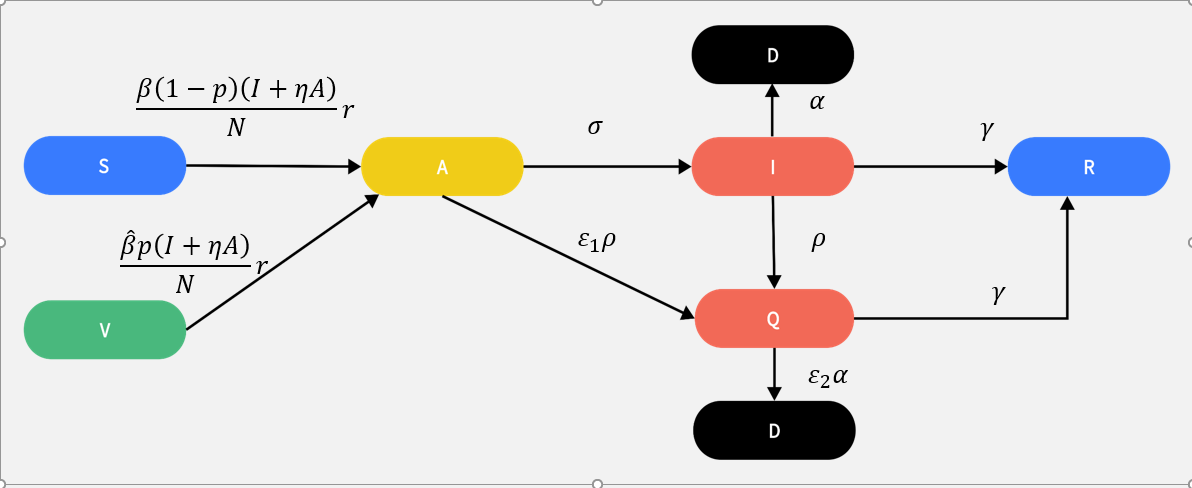 D
β(1 − p)(I + ηA)
N
r
α
σ
γ
S
A
I
R
β̂p(I + ηA)
N
r
ε₁ρ
ρ
γ
V
Q
ε₂α
D